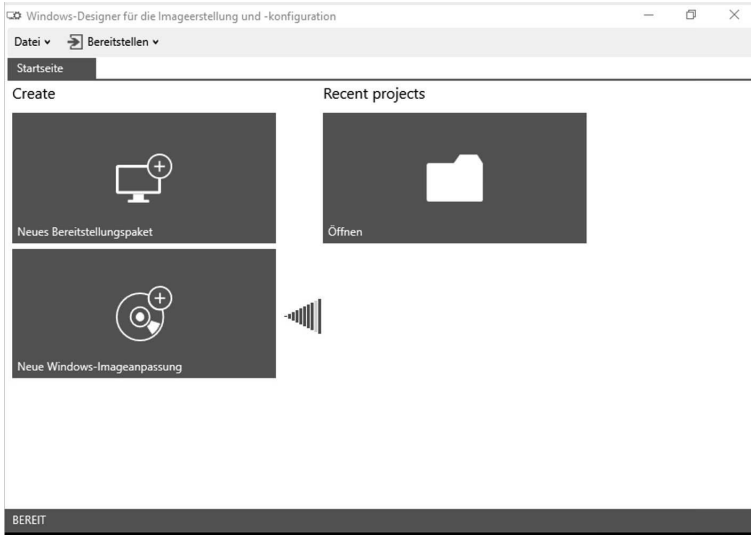 Windows-Designer für die Imageerstellung und -konfiguration
Datei Bereitstellen
Startseite
Create
Recent projects
Neues Bereitstellungspaket
Öffnen
Neue Windows-Imageanpassung
BEREIT